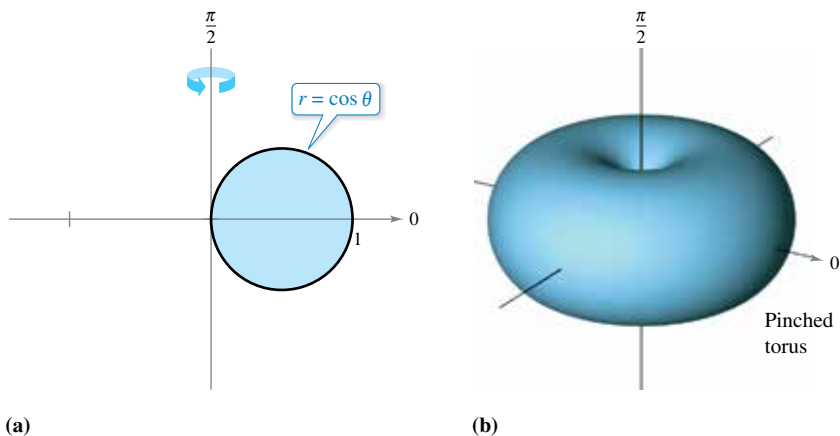 π/2
r = cos θ
0
1
(a)
π/2
0
Pinched
torus
(b)